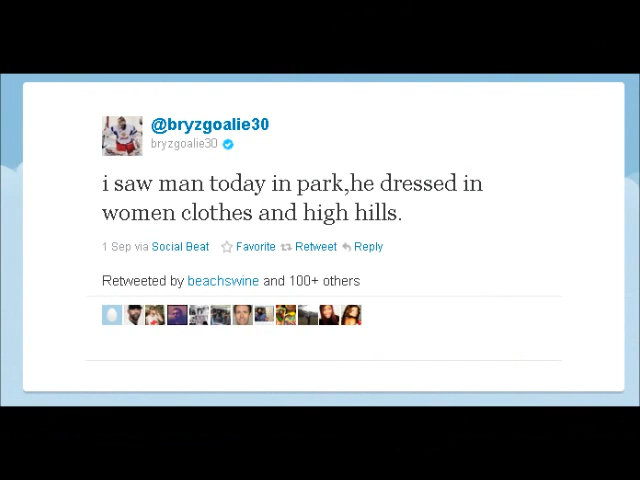 @bryzgoalie30
bryzgoalie30
i saw man today in park,he dressed in
women clothes and high hills.
1 Sep via Social Beat Favorite Retweet Reply
Retweeted by beachswine and 100+ others